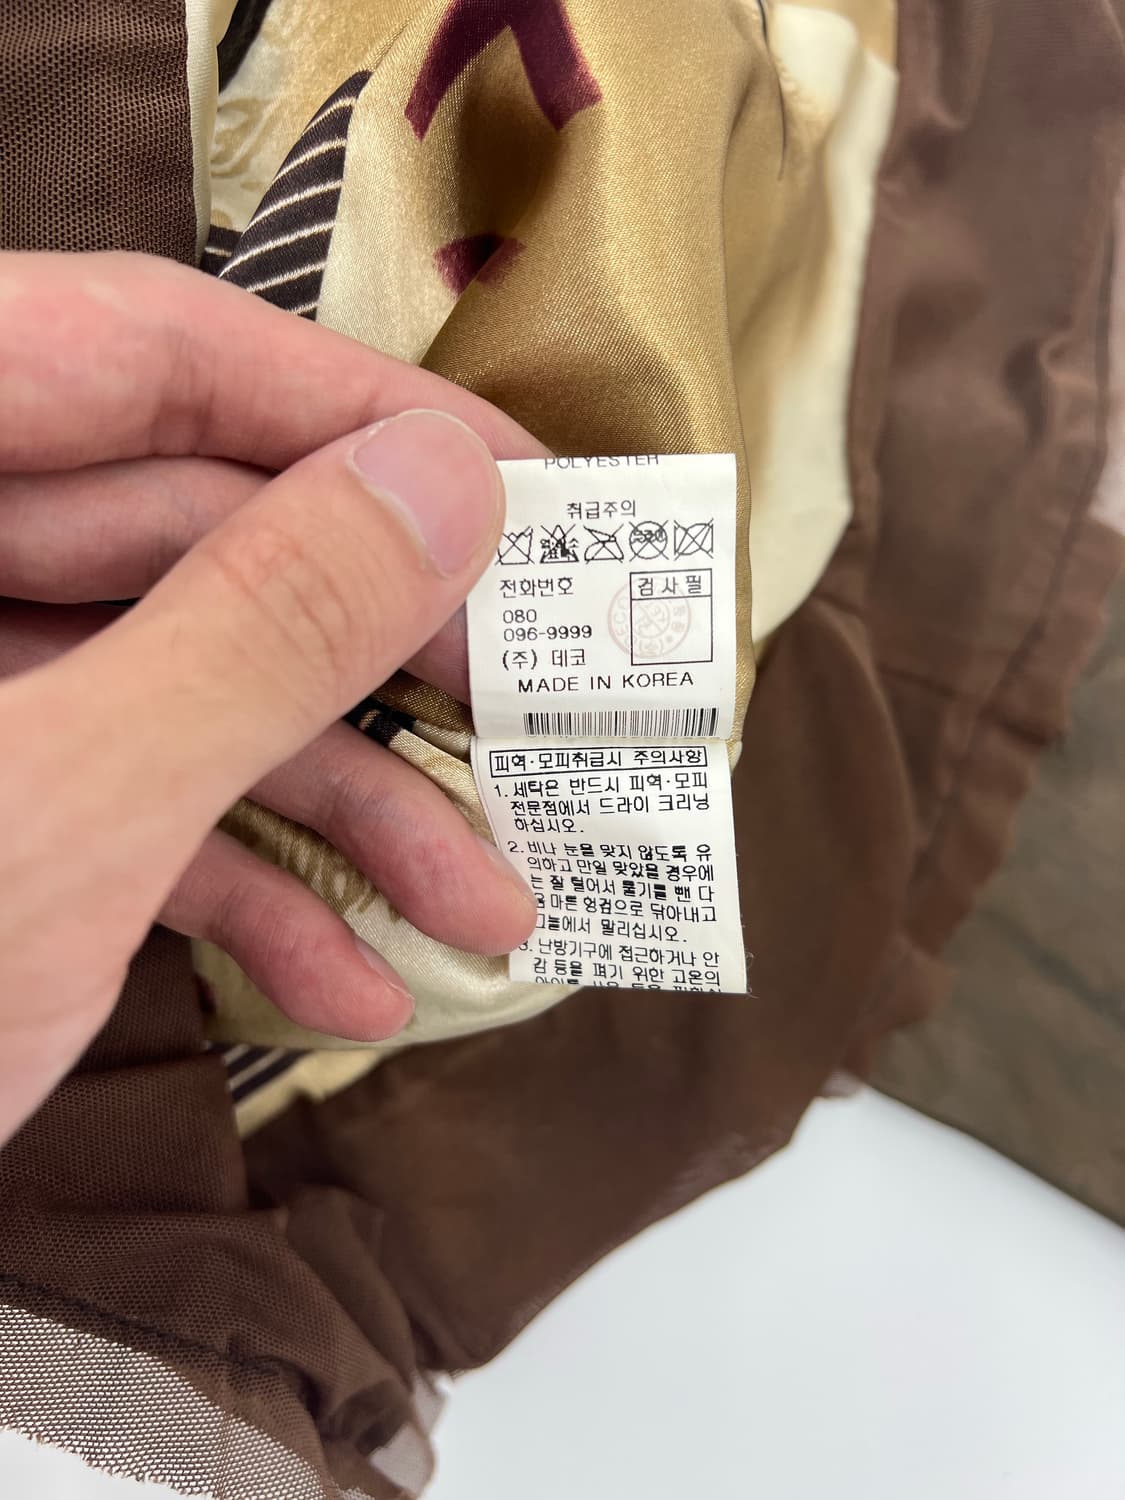 POLYESTER
취급주의
전화번호
검사필
080
096-9999
(주) 데코
MADE IN KOREA
피혁·모피취급시 주의사항
1. 세탁은 반드시 피혁·모피
전문점에서 드라이 크리닝
하십시오.
2. 비나 눈을 맞지 않도록 유
의하고 만일 맞았을 경우에
는 잘 털어서 물기를 뺀 다
음 마른 헝겊으로 닦아내고
그늘에서 말리십시오.
3. 난방기구에 접근하거나 안
감 등을 펴기 위한 고온의